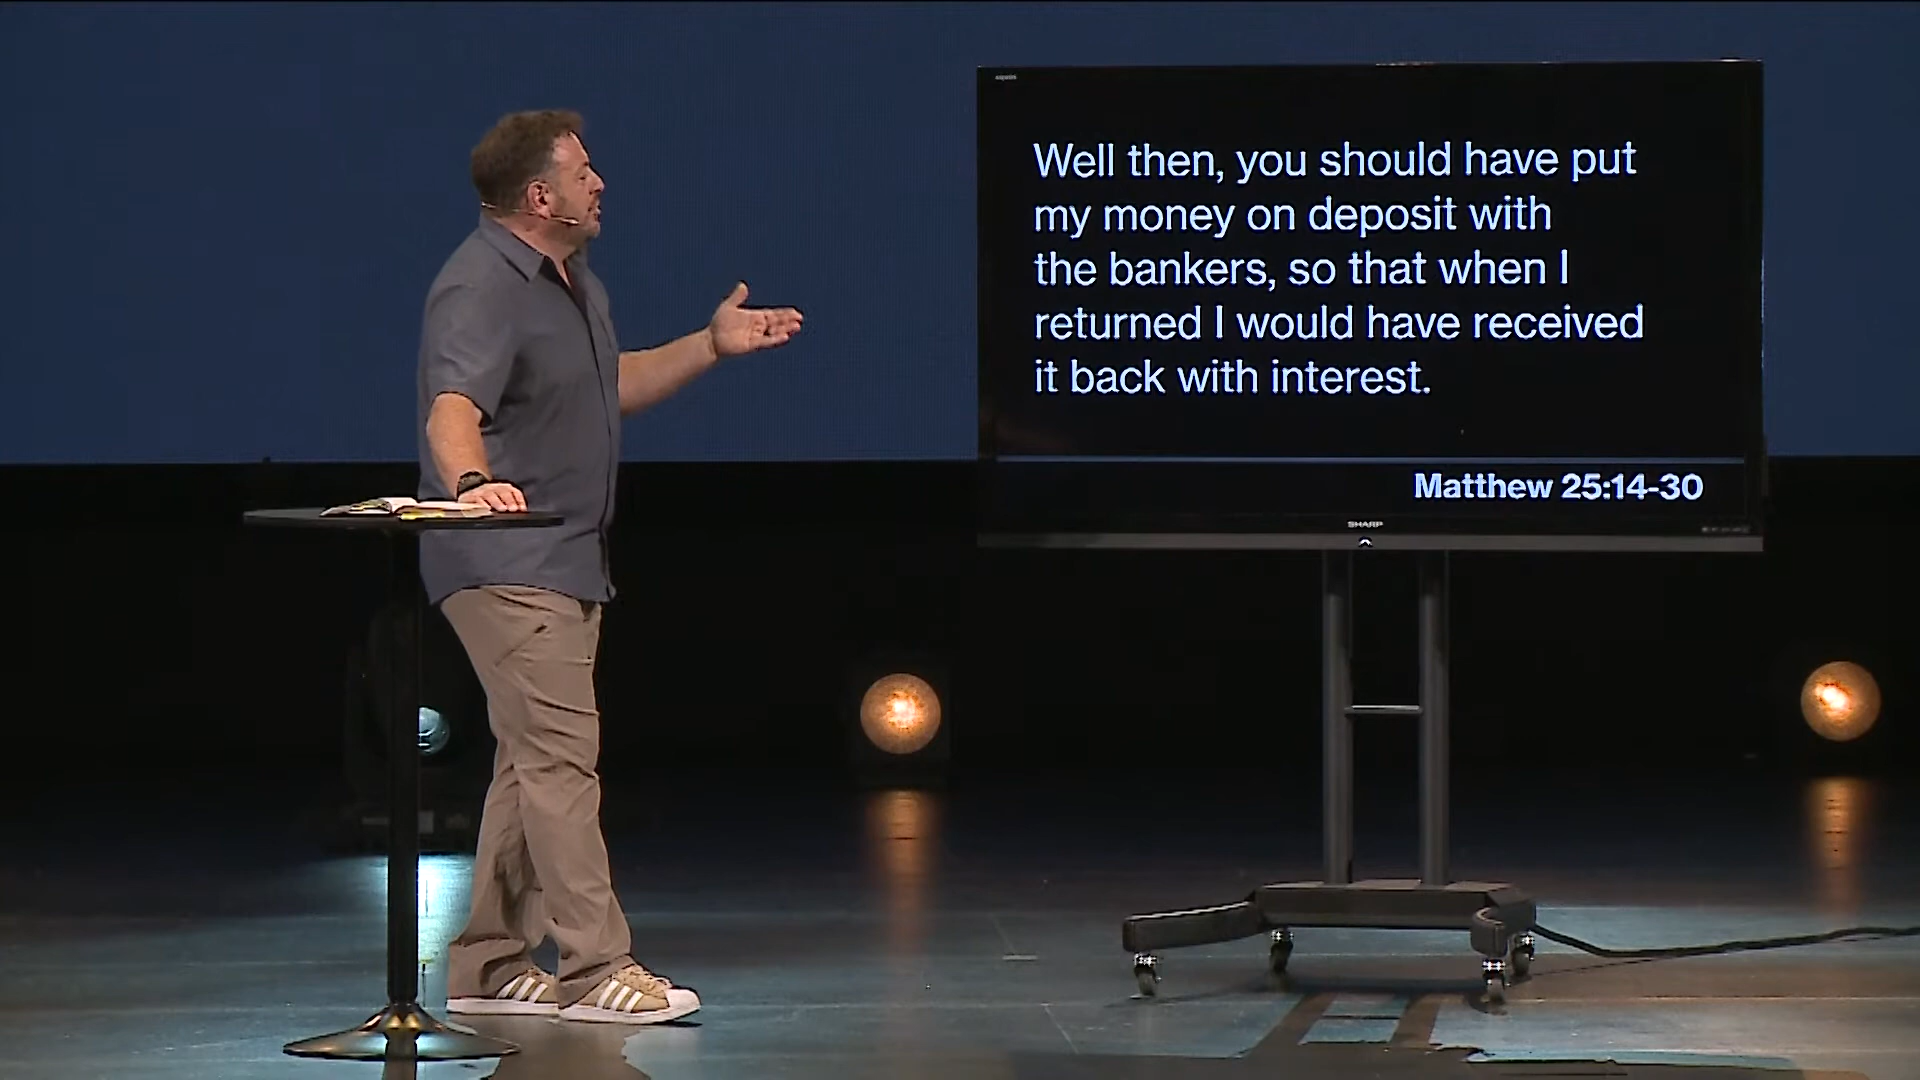 Well then, you should have put
my money on deposit with
the bankers, so that when I
returned I would have received
it back with interest.
Matthew 25:14-30
SHARP